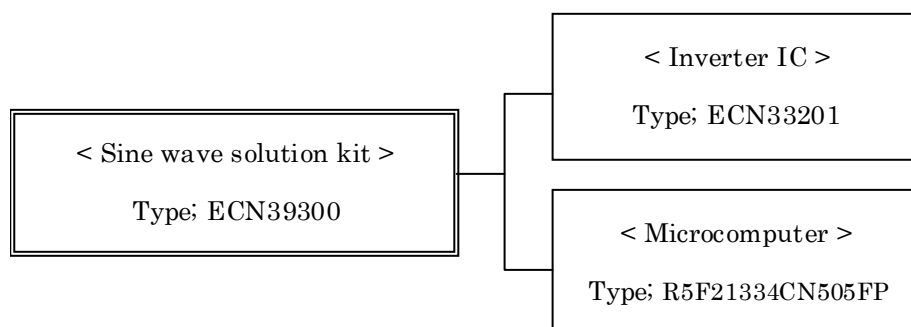 < Sine wave solution kit >
Type; ECN39300
< Inverter IC >
Type; ECN33201
< Microcomputer >
Type; R5F21334CN505FP